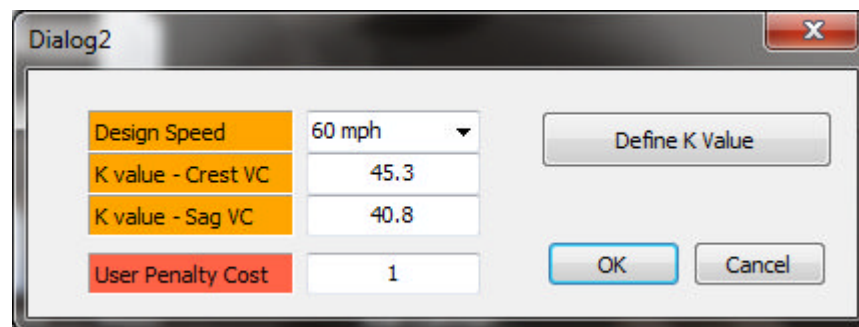 Dialog2
Design Speed 60 mph Define K Value
K value - Crest VC 45.3
K value - Sag VC 40.8
User Penalty Cost 1 OK Cancel